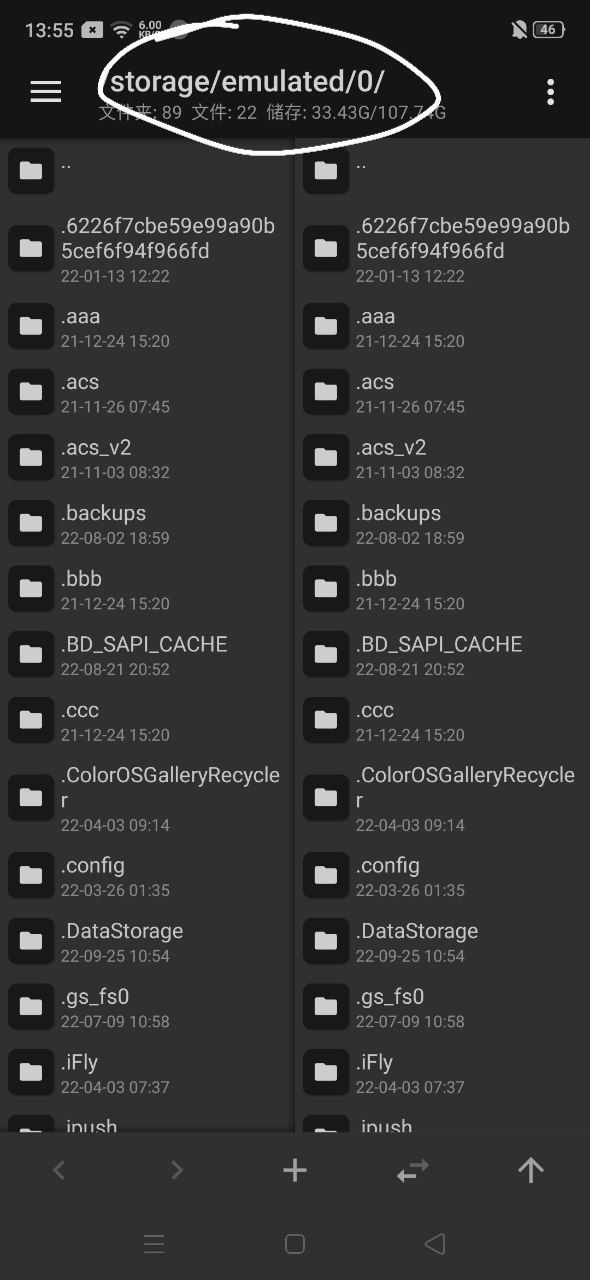 13:55 6.00 KB/S 46
storage/emulated/0/
文件夹: 89 文件: 22 储存: 33.43G/107.74G
..
..
.6226f7cbe59e99a90b
5cef6f94f966fd
22-01-13 12:22
.6226f7cbe59e99a90b
5cef6f94f966fd
22-01-13 12:22
.aaa
21-12-24 15:20
.aaa
21-12-24 15:20
.acs
21-11-26 07:45
.acs
21-11-26 07:45
.acs_v2
21-11-03 08:32
.acs_v2
21-11-03 08:32
.backups
22-08-02 18:59
.backups
22-08-02 18:59
.bbb
21-12-24 15:20
.bbb
21-12-24 15:20
.BD_SAPI_CACHE
22-08-21 20:52
.BD_SAPI_CACHE
22-08-21 20:52
.ccc
21-12-24 15:20
.ccc
21-12-24 15:20
.ColorOSGalleryRecycle
r
22-04-03 09:14
.ColorOSGalleryRecycle
r
22-04-03 09:14
.config
22-03-26 01:35
.config
22-03-26 01:35
.DataStorage
22-09-25 10:54
.DataStorage
22-09-25 10:54
.gs_fs0
22-07-09 10:58
.gs_fs0
22-07-09 10:58
.iFly
22-04-03 07:37
.iFly
22-04-03 07:37